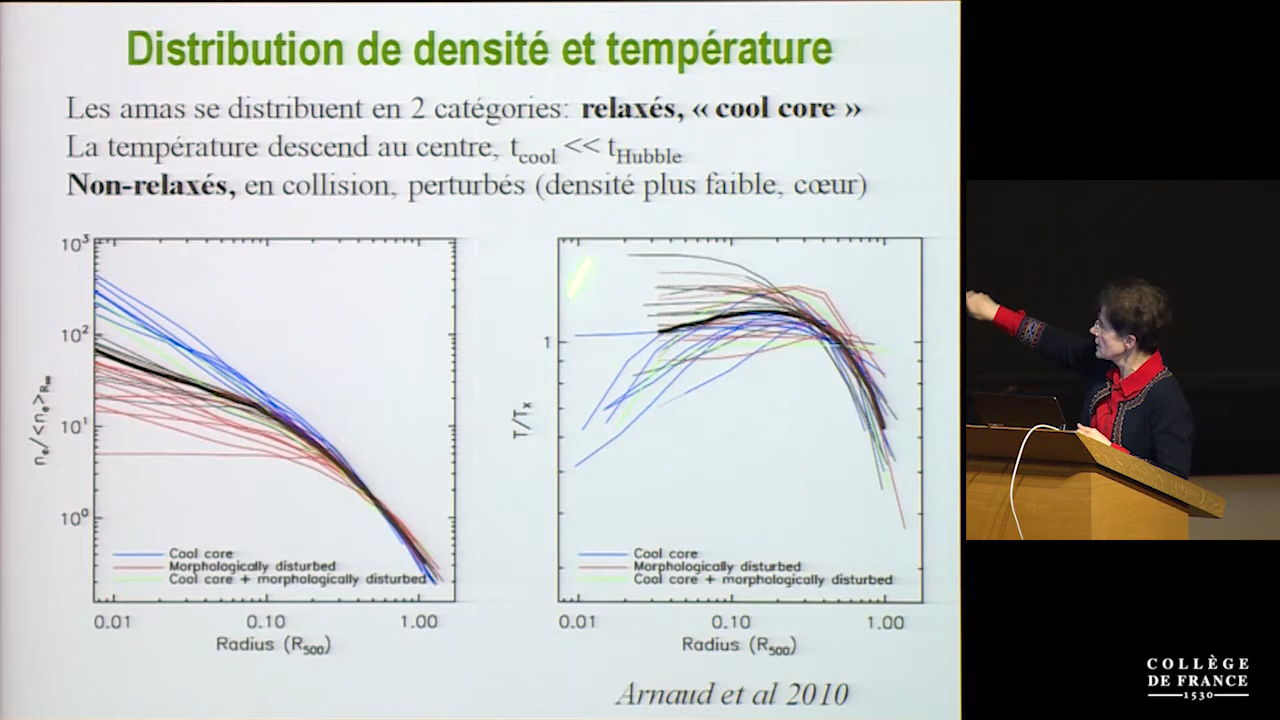 Distribution de densité et température
Les amas se distribuent en 2 catégories: relaxés, « cool core »
La température descend au centre, tcool << tHubble
Non-relaxés, en collision, perturbés (densité plus faible, cœur)
10³
10²
10¹
10⁰
ne/<ne>R500
Cool core
Morphologically disturbed
Cool core + morphologically disturbed
0.01 0.10 1.00
Radius (R500)
1
T/Tx
Cool core
Morphologically disturbed
Cool core + morphologically disturbed
0.01 0.10 1.00
Radius (R500)
Arnaud et al 2010
COLLÈGE
DE FRANCE
1530